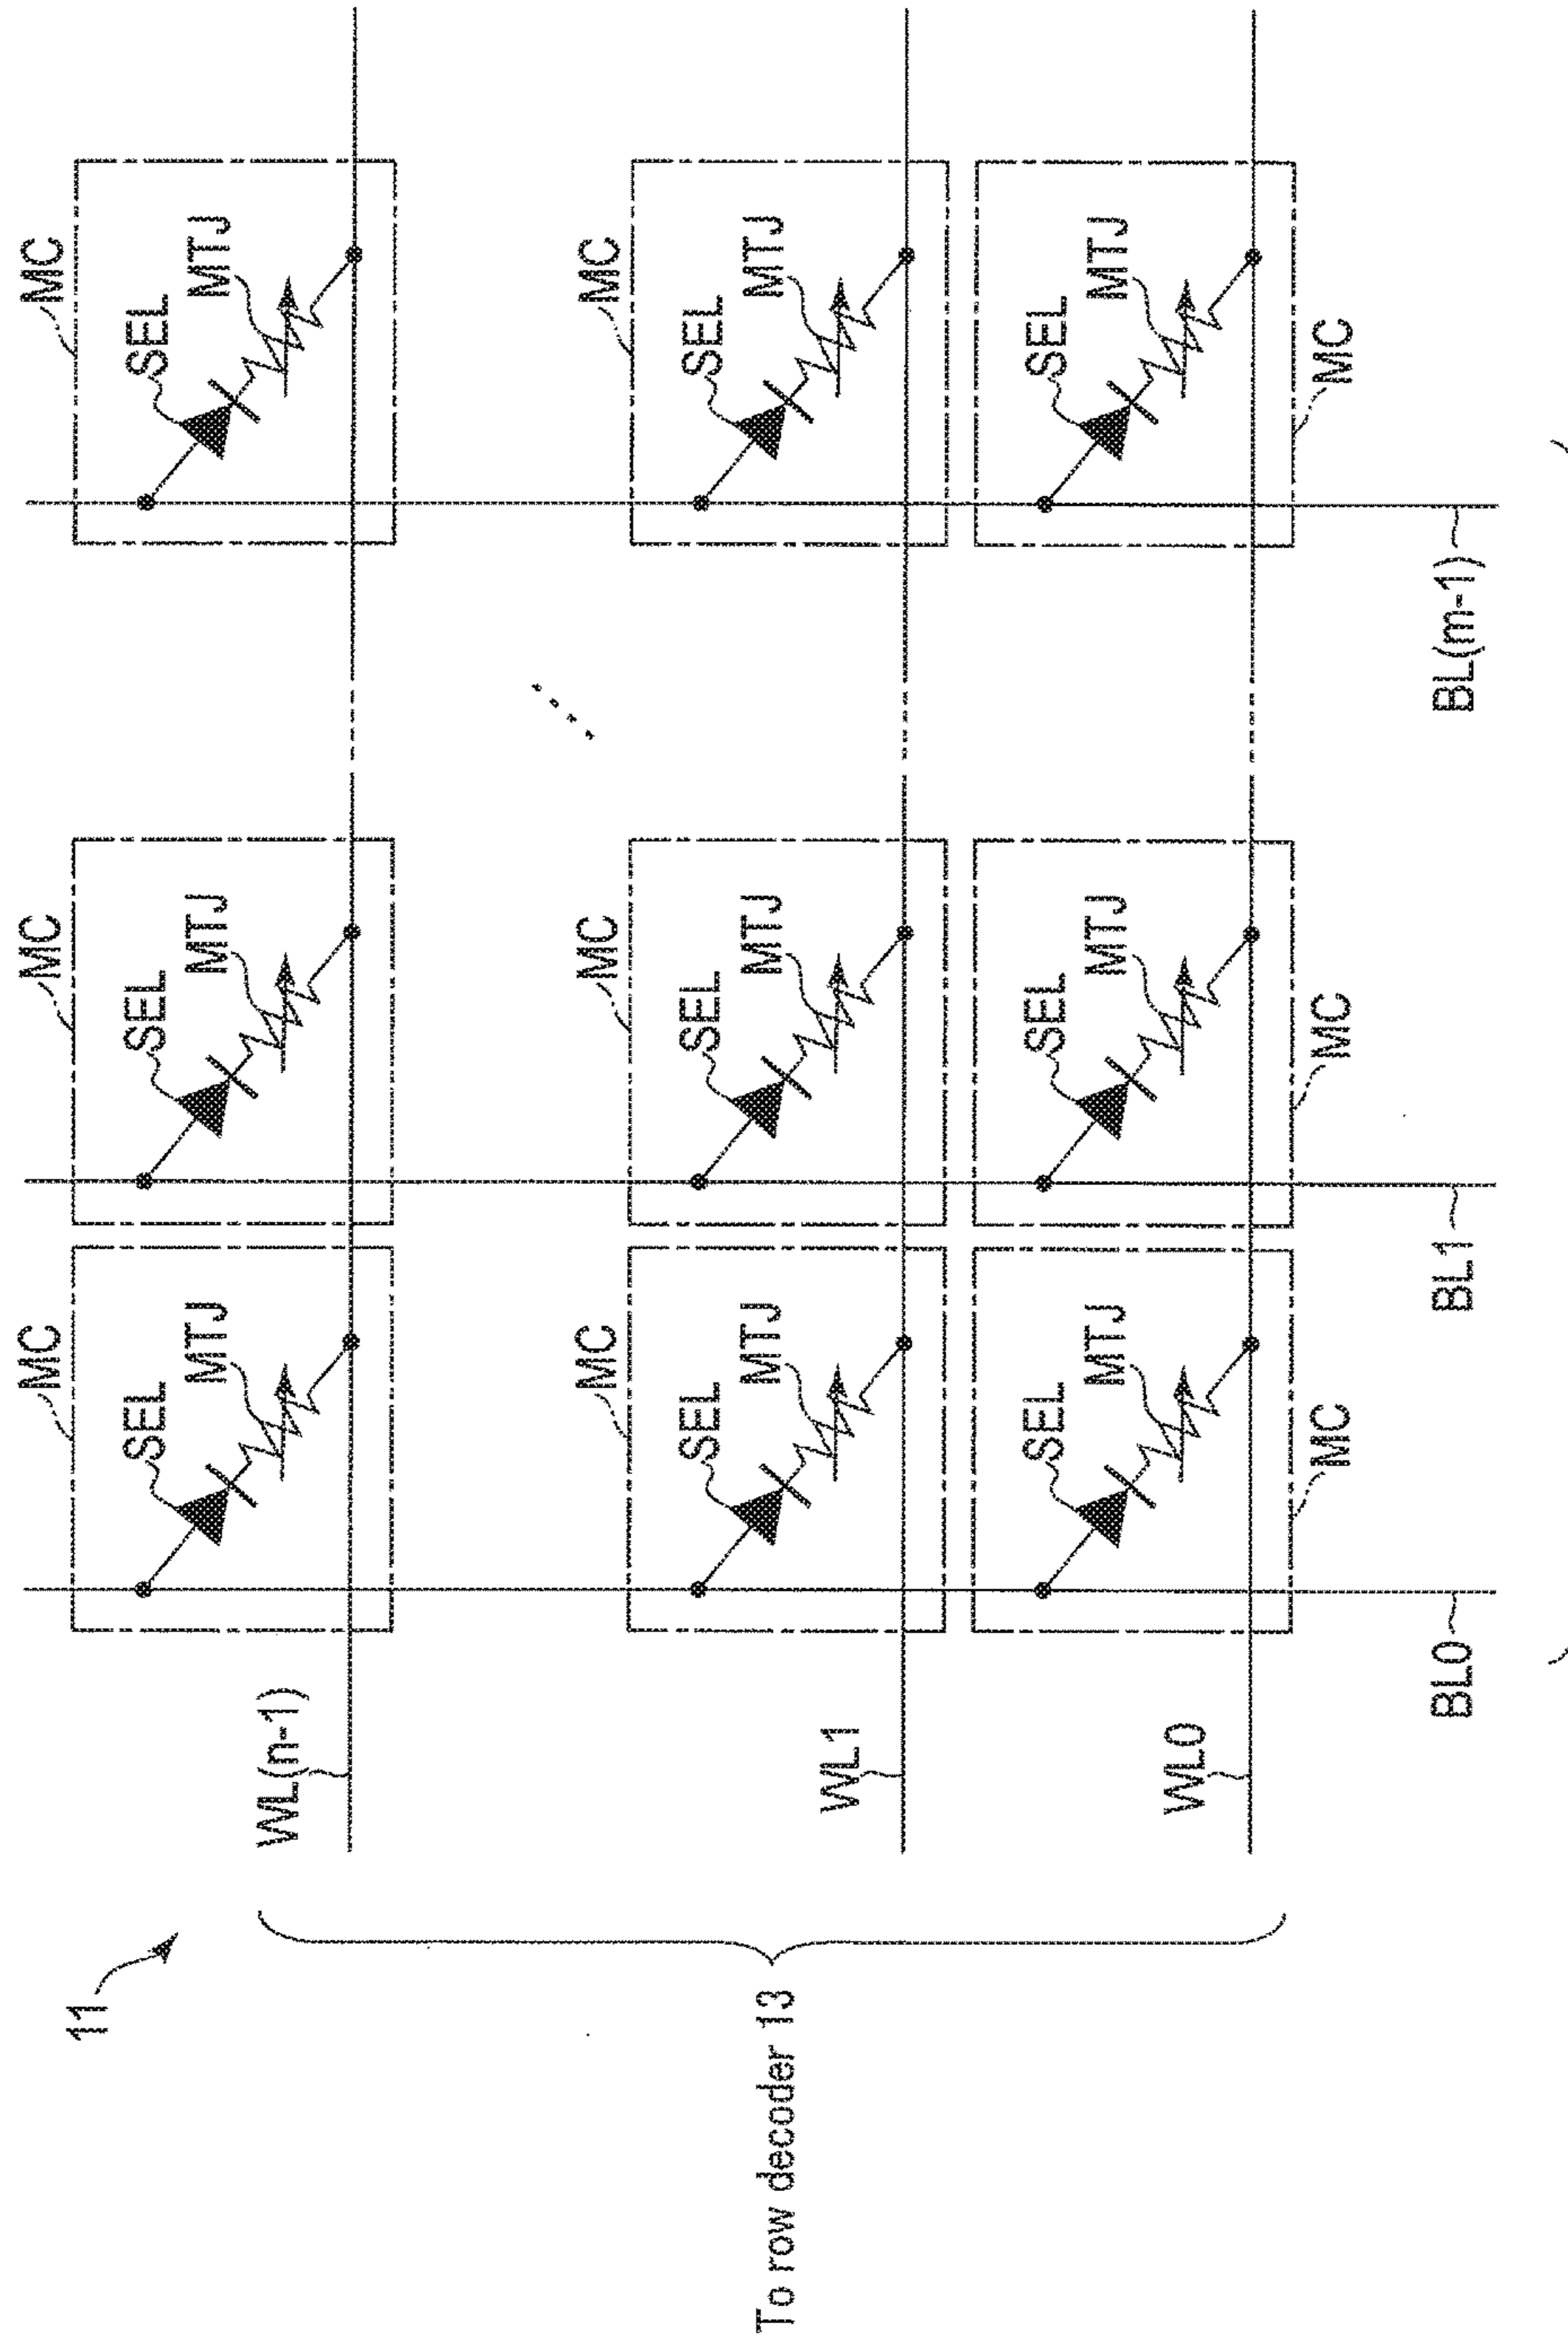 MC
MC
MC
11
SEL
SEL
SEL
MTJ
MTJ
MTJ
WL(n-1)
MC
MC
MC
SEL
SEL
SEL
MTJ
MTJ
MTJ
To row decoder 13
WL1
SEL
SEL
SEL
MTJ
MTJ
MTJ
WL0
MC
MC
MC
BL0
BL1
BL(m-1)